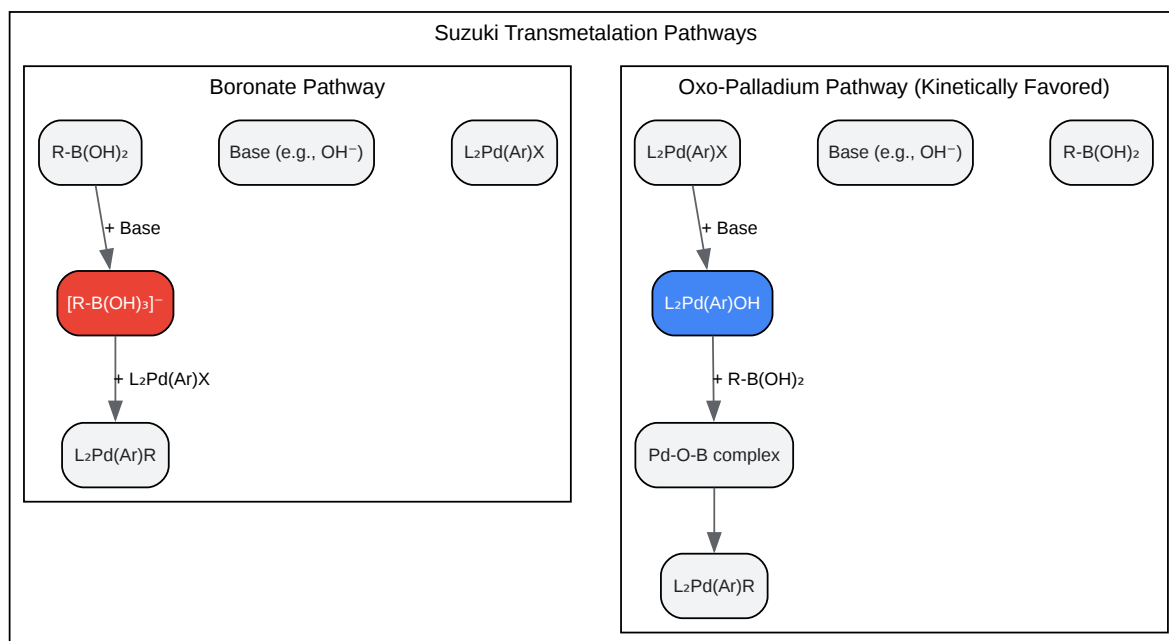 Suzuki Transmetalation Pathways
Boronate Pathway
R-B(OH)₂
Base (e.g., OH⁻)
L₂Pd(Ar)X
+ Base
[R-B(OH)₃]⁻
+ L₂Pd(Ar)X
L₂Pd(Ar)R
Oxo-Palladium Pathway (Kinetically Favored)
L₂Pd(Ar)X
Base (e.g., OH⁻)
R-B(OH)₂
+ Base
L₂Pd(Ar)OH
+ R-B(OH)₂
Pd-O-B complex
L₂Pd(Ar)R